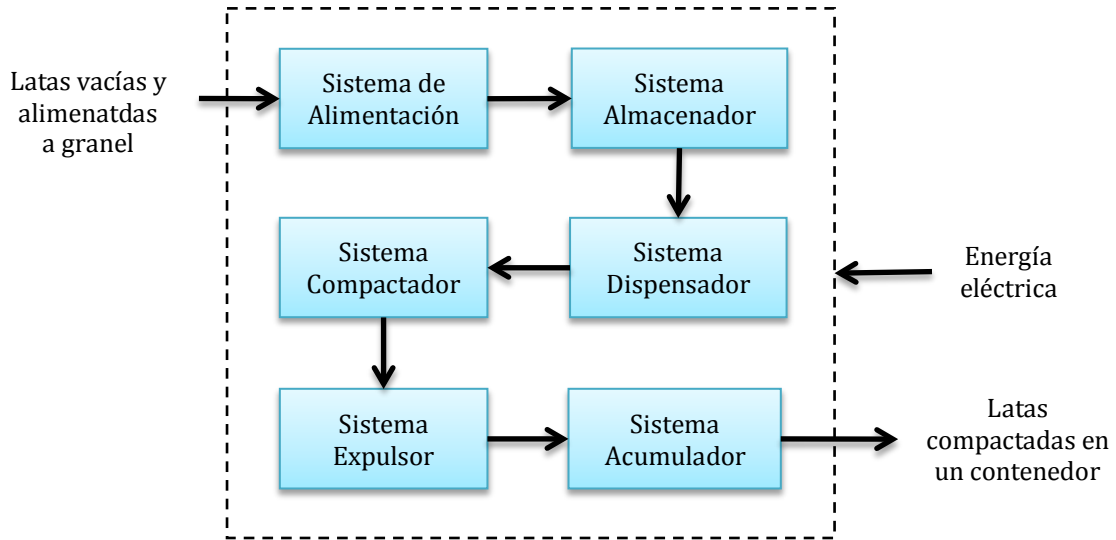 Latas vacías y
alimenatdas
a granel
Sistema de
Alimentación
Sistema
Almacenador
Sistema
Compactador
Sistema
Dispensador
Energía
eléctrica
Sistema
Expulsor
Sistema
Acumulador
Latas
compactadas en
un contenedor